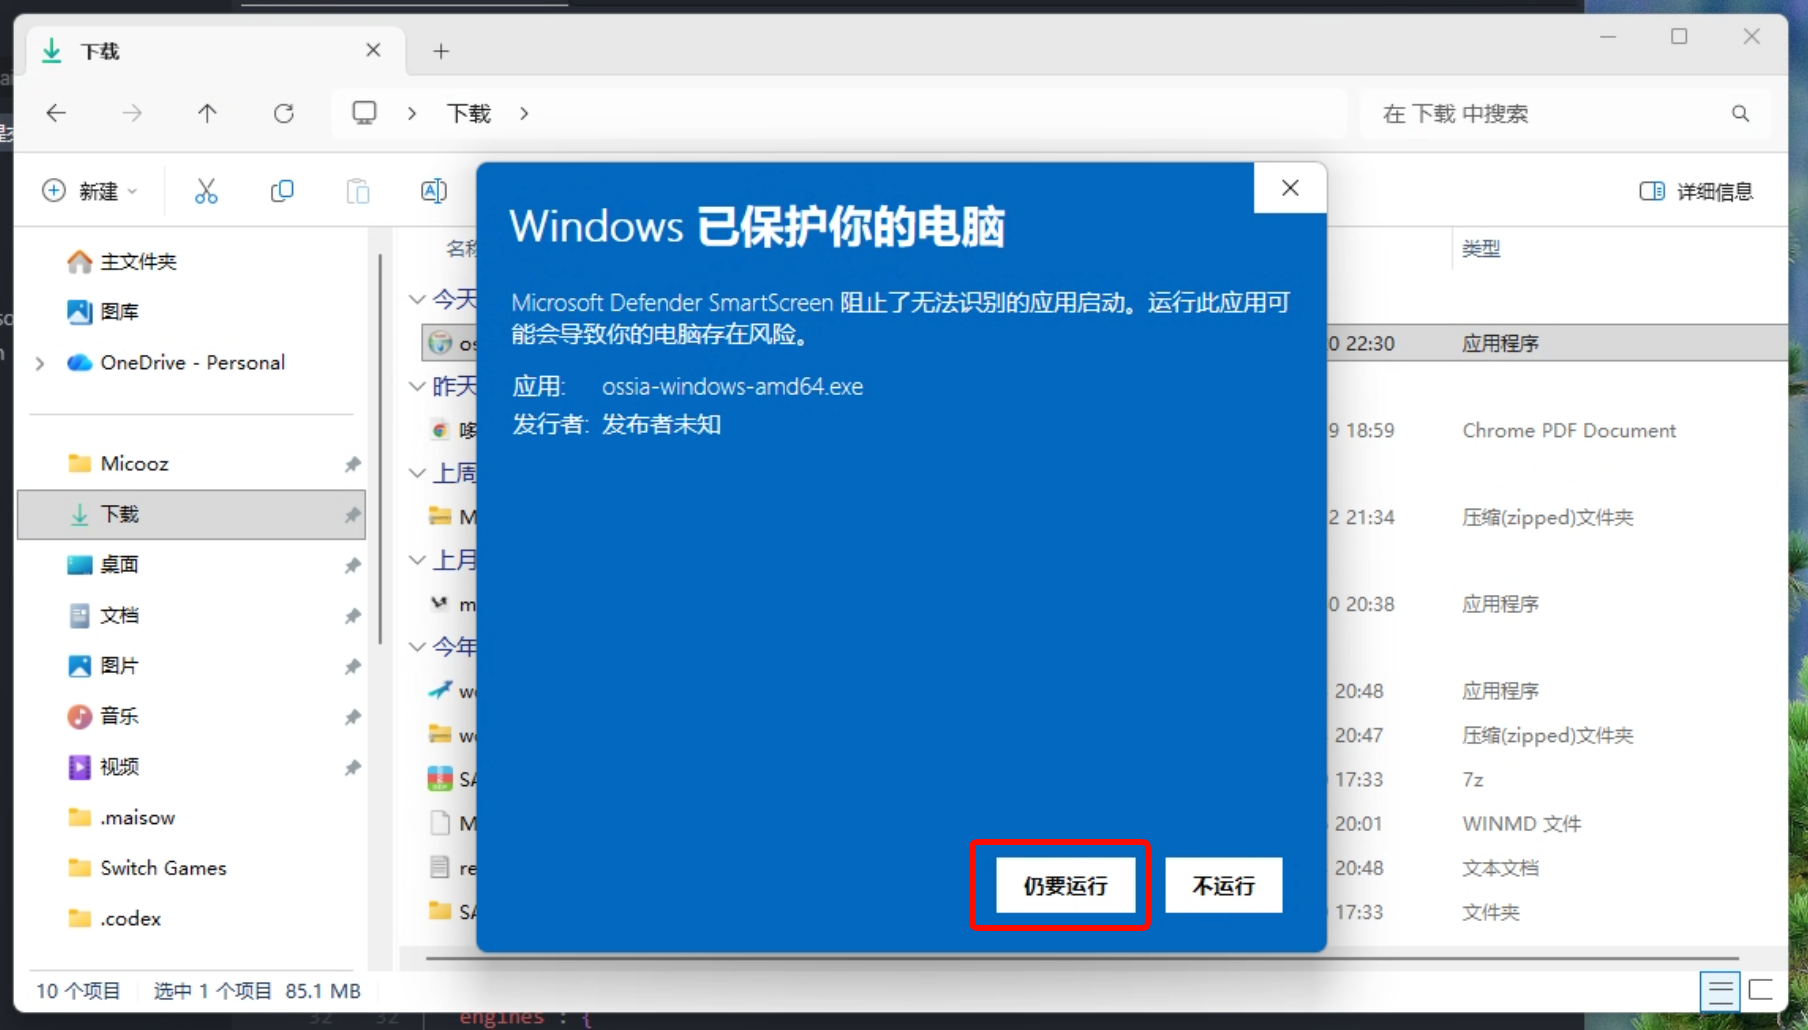 下载
下载
在 下载 中搜索
新建
详细信息
主文件夹
图库
OneDrive - Personal
Micooz
下载
桌面
文档
图片
音乐
视频
.maisow
Switch Games
.codex
类型
今天
22:30 应用程序
昨天
18:59 Chrome PDF Document
上周
21:34 压缩(zipped)文件夹
上月
20:38 应用程序
今年
20:48 应用程序
20:47 压缩(zipped)文件夹
17:33 7z
20:01 WINMD 文件
20:48 文本文档
17:33 文件夹
Windows 已保护你的电脑
Microsoft Defender SmartScreen 阻止了无法识别的应用启动。运行此应用可
能会导致你的电脑存在风险。
应用: ossia-windows-amd64.exe
发行者: 发布者未知
仍要运行
不运行
10 个项目 选中 1 个项目 85.1 MB
32 32 engines : {